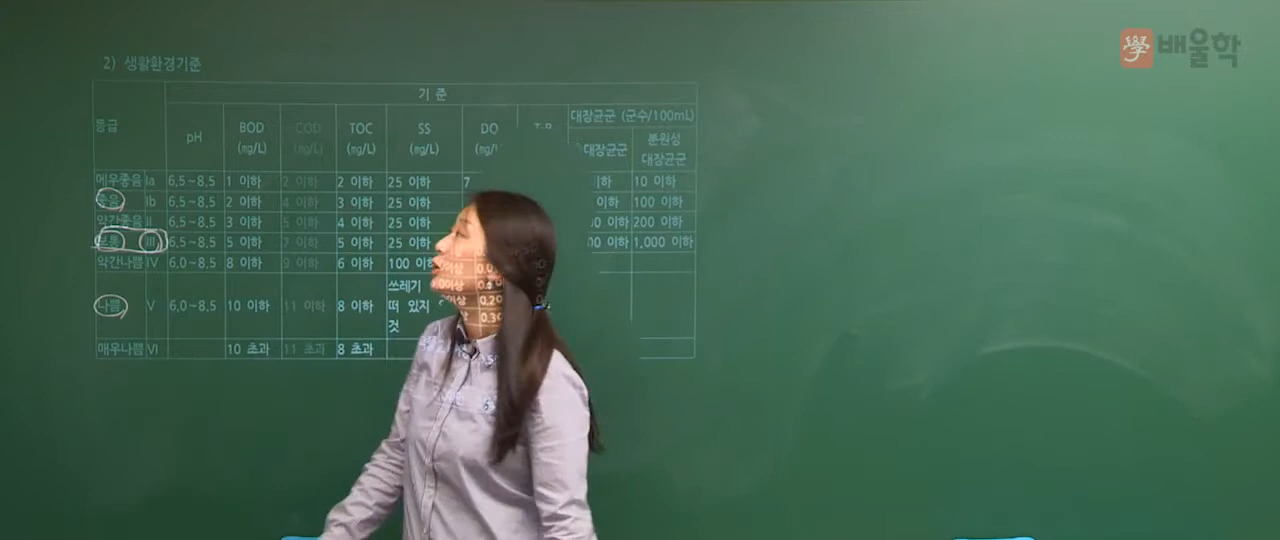 學 배울학
2) 생활환경기준
등급 기 준
pH BOD (mg/L) COD (mg/L) TOC (mg/L) SS (mg/L) DO (mg/L T-P 대장균군 (군수/100mL)
대장균군 분원성 대장균군
매우좋음 Ia 6.5~8.5 1 이하 2 이하 2 이하 25 이하 7 이하 10 이하
좋음 Ib 6.5~8.5 2 이하 4 이하 3 이하 25 이하 이하 100 이하
약간좋음 II 6.5~8.5 3 이하 5 이하 4 이하 25 이하 이하 200 이하
보통 III 6.5~8.5 5 이하 7 이하 5 이하 25 이하 이하 1,000 이하
약간나쁨 IV 6.0~8.5 8 이하 9 이하 6 이하 100 이하
나쁨 V 6.0~8.5 10 이하 11 이하 8 이하 쓰레기
떠 있지
것
매우나쁨 VI 10 초과 11 초과 8 초과